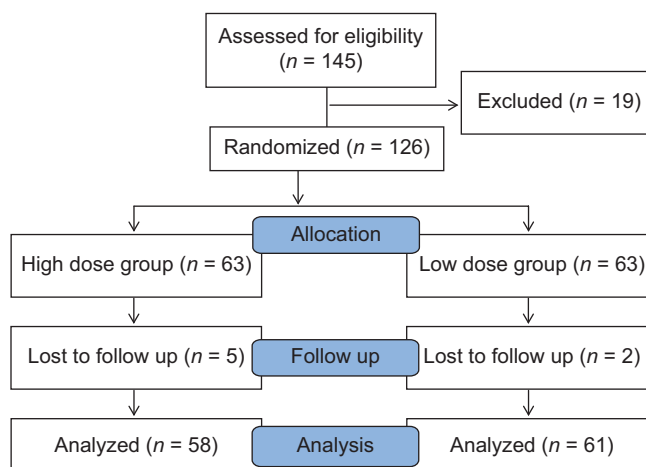 Assessed for eligibility
(n = 145)
Excluded (n = 19)
Randomized (n = 126)
Allocation
High dose group (n = 63)
Low dose group (n = 63)
Lost to follow up (n = 5)
Follow up
Lost to follow up (n = 2)
Analyzed (n = 58)
Analysis
Analyzed (n = 61)